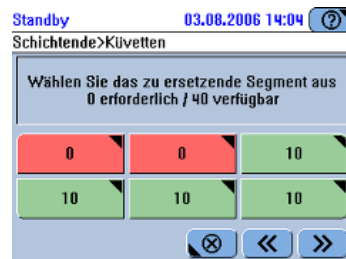 Standby 03.08.2006 14:04 ?
Schichtende>Küvetten
Wählen Sie das zu ersetzende Segment aus
0 erforderlich / 40 verfügbar
0 0 10
10 10 10